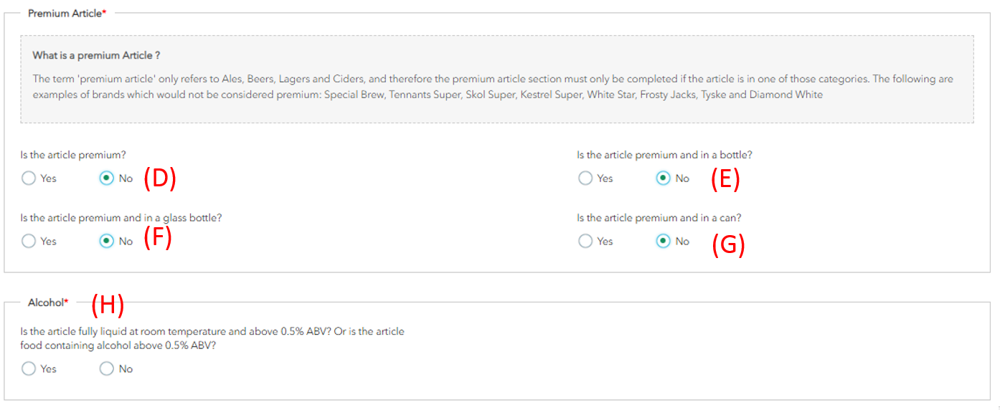 Premium Article*
What is a premium Article ?
The term 'premium article' only refers to Ales, Beers, Lagers and Ciders, and therefore the premium article section must only be completed if the article is in one of those categories. The following are
examples of brands which would not be considered premium: Special Brew, Tennants Super, Skol Super, Kestrel Super, White Star, Frosty Jacks, Tyske and Diamond White
Is the article premium?
Yes No (D)
Is the article premium and in a bottle?
Yes No (E)
Is the article premium and in a glass bottle?
Yes No (F)
Is the article premium and in a can?
Yes No (G)
Alcohol* (H)
Is the article fully liquid at room temperature and above 0.5% ABV? Or is the article
food containing alcohol above 0.5% ABV?
Yes No